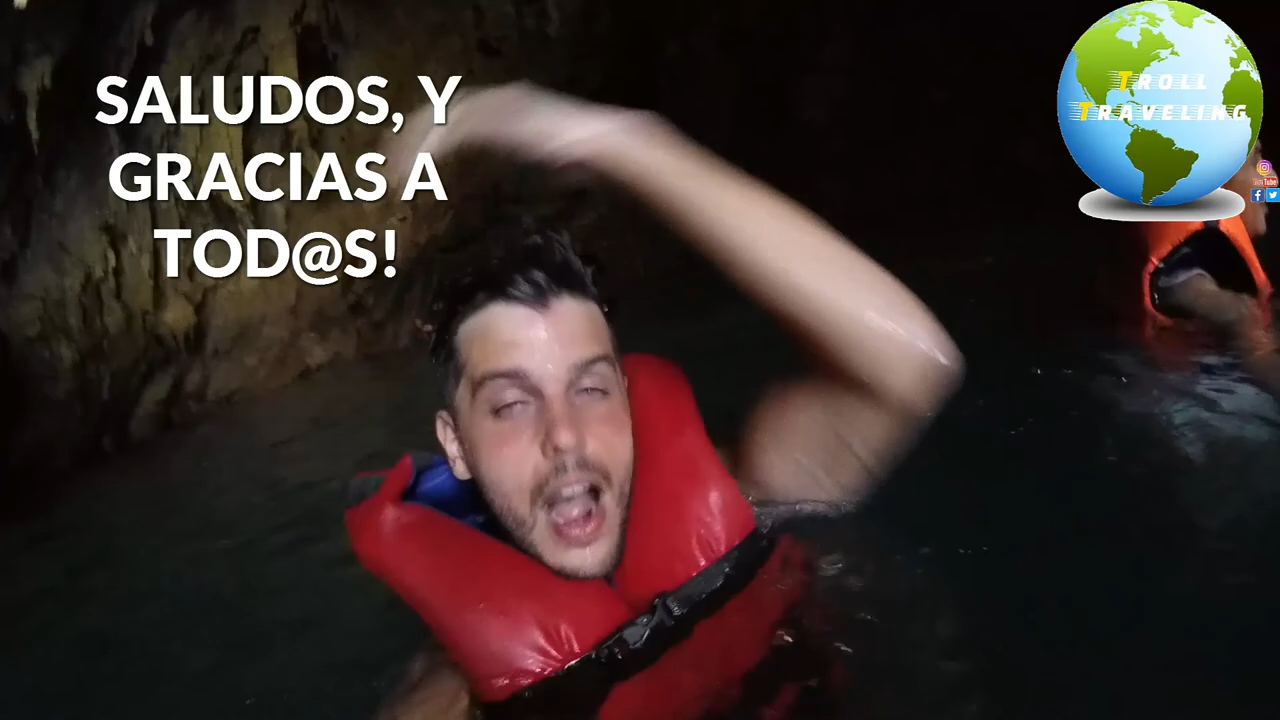 SALUDOS, Y
GRACIAS A
TOD@S!
TROLL
TRAVELING